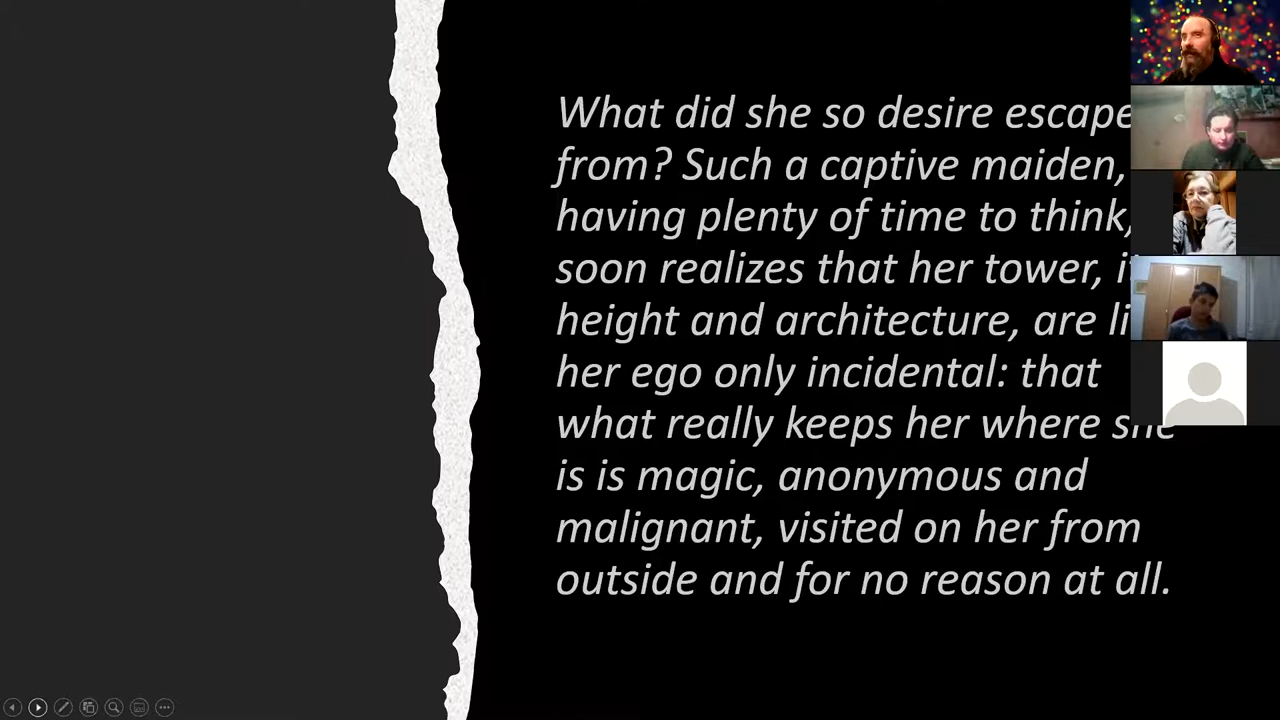 What did she so desire escape
from? Such a captive maiden,
having plenty of time to think,
soon realizes that her tower,
height and architecture, are
her ego only incidental: that
what really keeps her where she
is is magic, anonymous and
malignant, visited on her from
outside and for no reason at all.